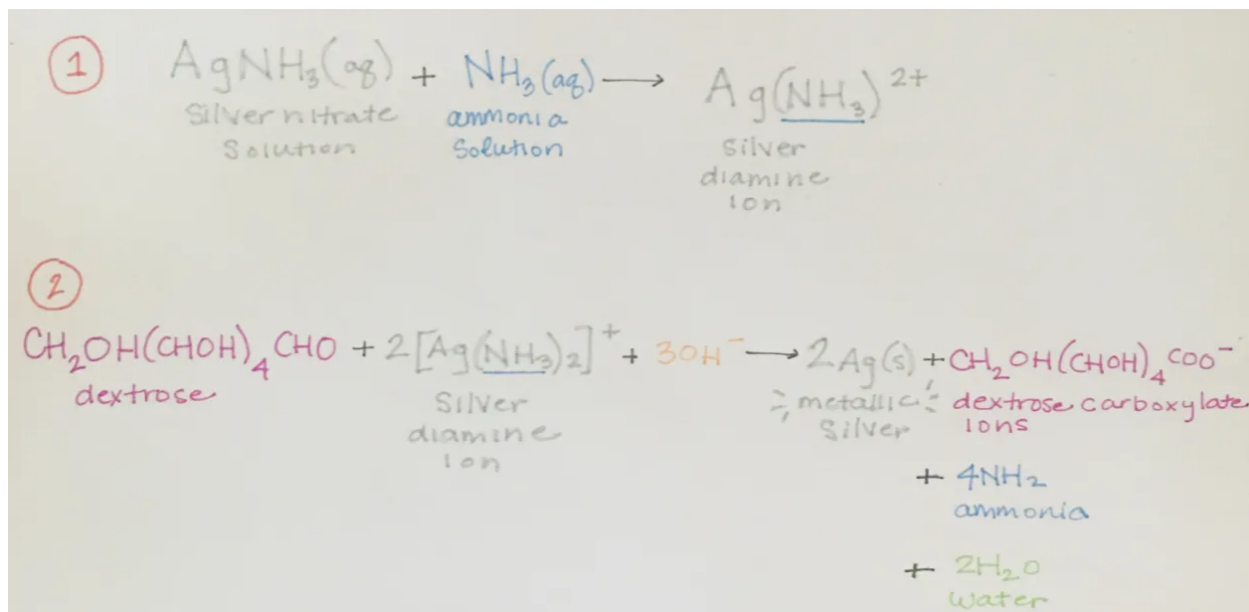 1
AgNH₃(aq) + NH₃(aq) → Ag(NH₃)²⁺
silver nitrate ammonia silver
solution solution diamine
ion
2
CH₂OH(CHOH)₄CHO + 2[Ag(NH₃)₂]⁺ + 3OH⁻ → 2Ag(s) + CH₂OH(CHOH)₄COO⁻
dextrose silver metallic dextrose carboxylate
diamine silver ions
ion
+ 4NH₂
ammonia
+ 2H₂O
water